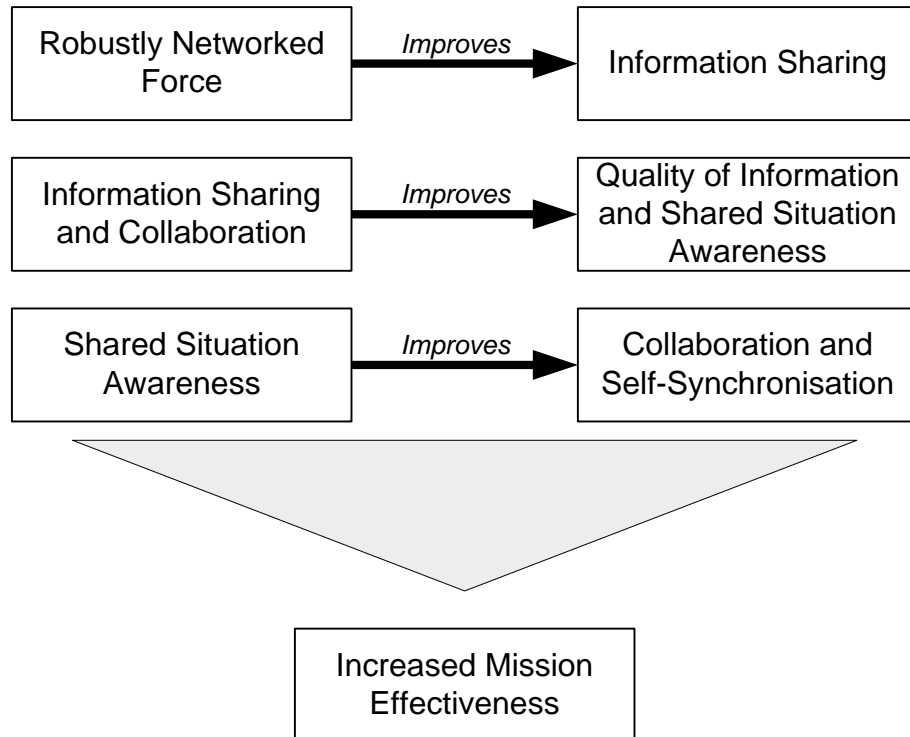 Robustly Networked
Force
Improves
Information Sharing
Information Sharing
and Collaboration
Improves
Quality of Information
and Shared Situation
Awareness
Shared Situation
Awareness
Improves
Collaboration and
Self-Synchronisation
Increased Mission
Effectiveness